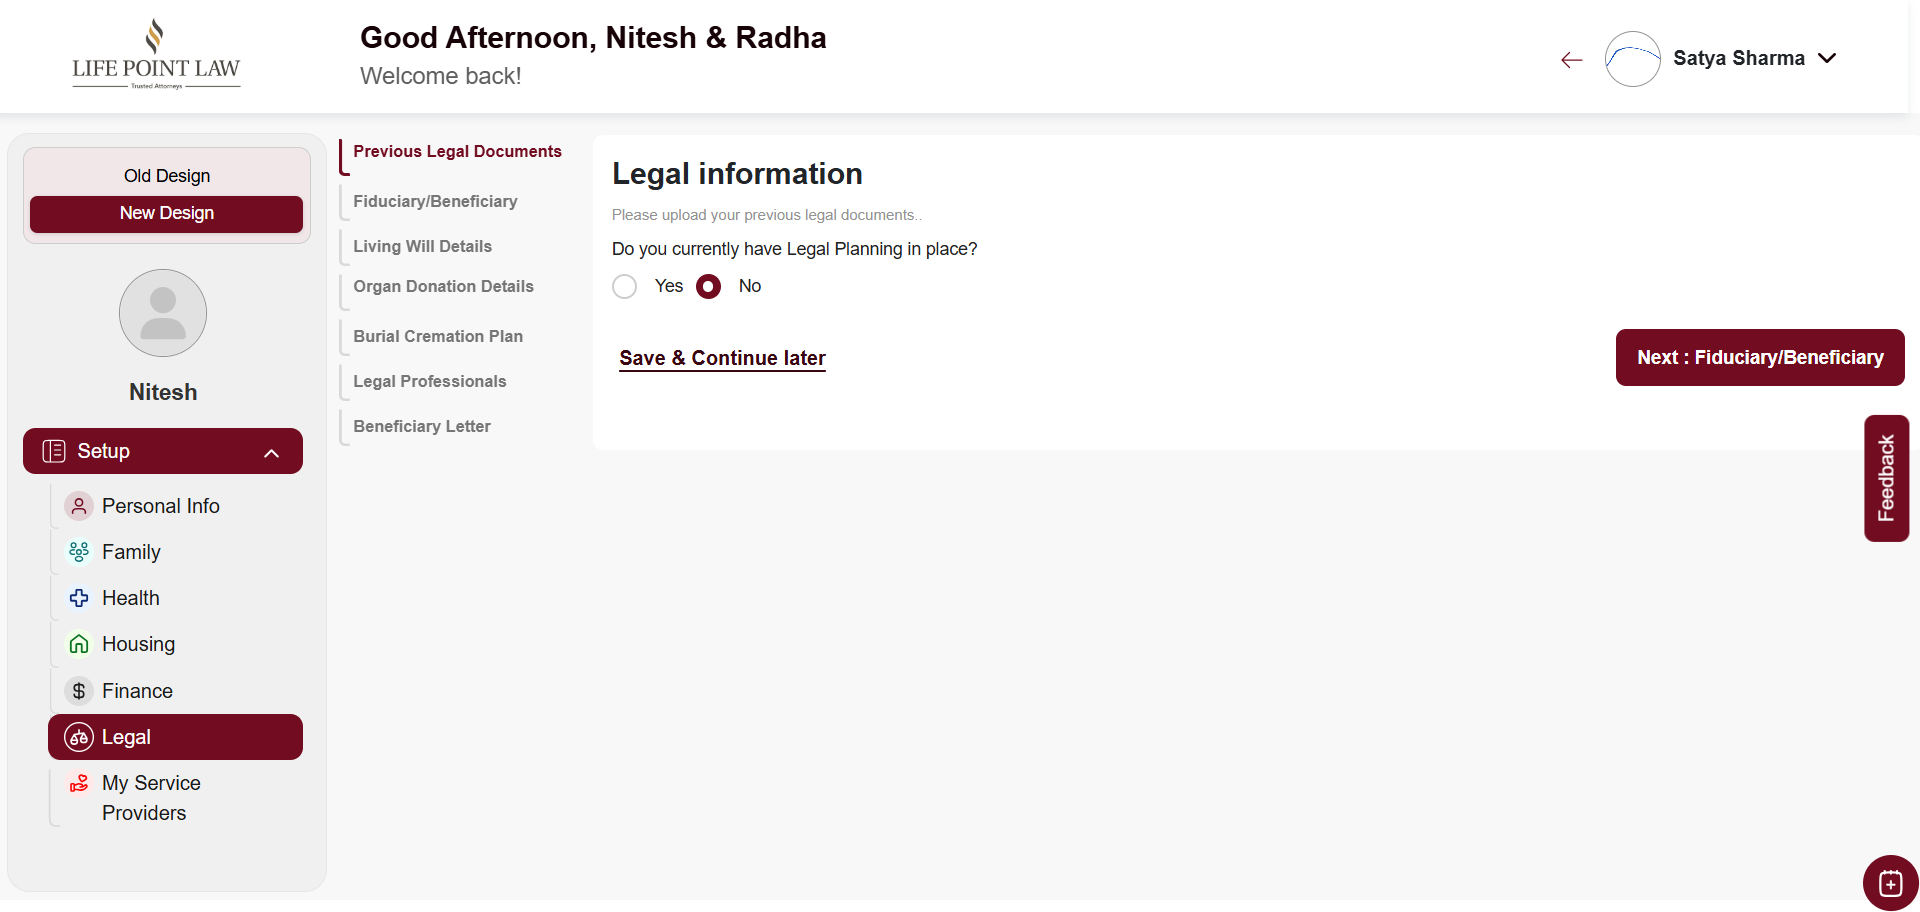 LIFE POINT LAW
Trusted Attorneys
Good Afternoon, Nitesh & Radha
Welcome back!
Satya Sharma
Old Design
New Design
Nitesh
Setup
Personal Info
Family
Health
Housing
Finance
Legal
My Service
Providers
Previous Legal Documents
Fiduciary/Beneficiary
Living Will Details
Organ Donation Details
Burial Cremation Plan
Legal Professionals
Beneficiary Letter
Legal information
Please upload your previous legal documents..
Do you currently have Legal Planning in place?
Yes No
Save & Continue later
Next : Fiduciary/Beneficiary
Feedback